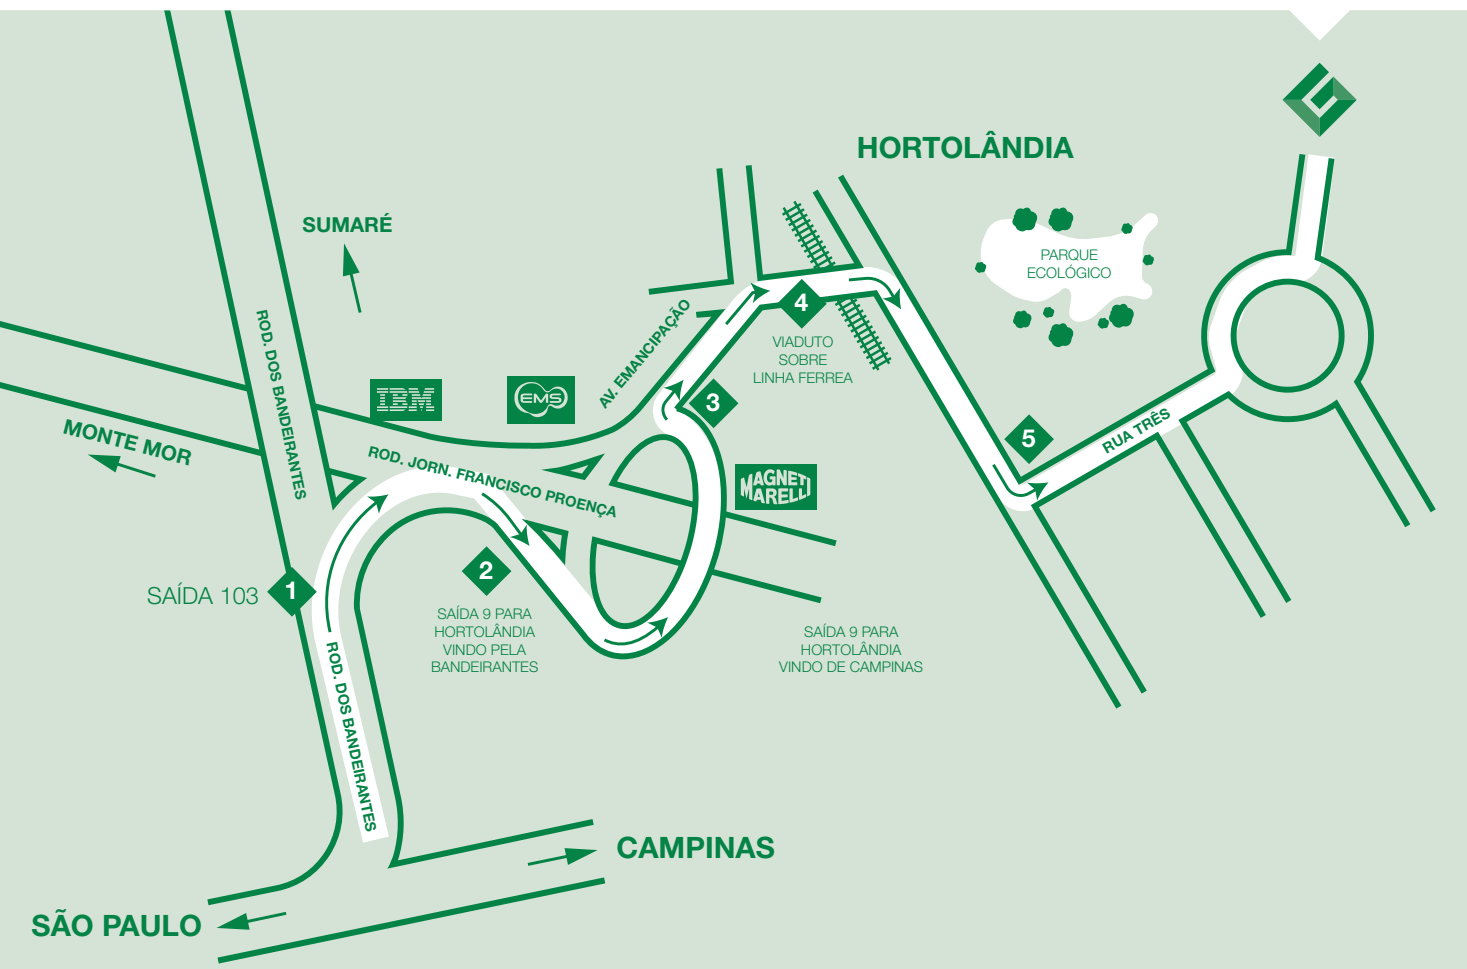 HORTOLÂNDIA
SUMARÉ
PARQUE
ECOLÓGICO
ROD. DOS BANDEIRANTES
AV. EMANCIPAÇÃO
4
VIADUTO
SOBRE
LINHA FERREA
IBM
EMS
3
MONTE MOR
ROD. JORN. FRANCISCO PROENÇA
MAGNETI
MARELLI
5
RUA TRÊS
SAÍDA 103
1
2
SAÍDA 9 PARA
HORTOLÂNDIA
VINDO PELA
BANDEIRANTES
SAÍDA 9 PARA
HORTOLÂNDIA
VINDO DE CAMPINAS
ROD. DOS BANDEIRANTES
CAMPINAS
SÃO PAULO